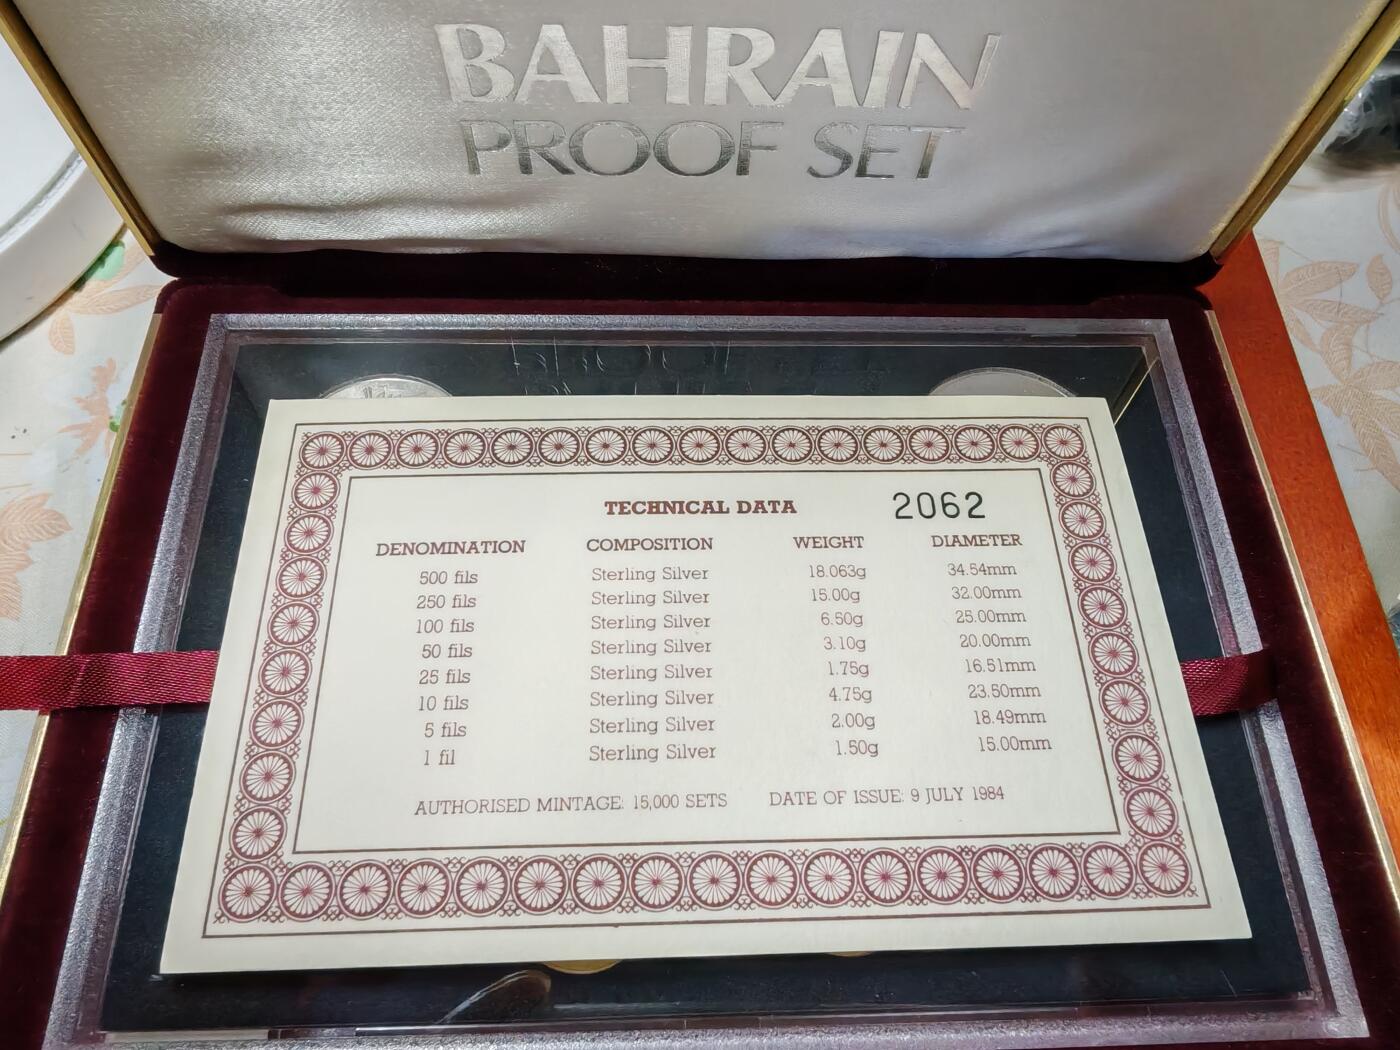 BAHRAIN
PROOF SET
TECHNICAL DATA 2062
DENOMINATION COMPOSITION WEIGHT DIAMETER
500 fils Sterling Silver 18.063g 34.54mm
250 fils Sterling Silver 15.00g 32.00mm
100 fils Sterling Silver 6.50g 25.00mm
50 fils Sterling Silver 3.10g 20.00mm
25 fils Sterling Silver 1.75g 16.51mm
10 fils Sterling Silver 4.75g 23.50mm
5 fils Sterling Silver 2.00g 18.49mm
1 fil Sterling Silver 1.50g 15.00mm
AUTHORISED MINTAGE: 15,000 SETS DATE OF ISSUE: 9 JULY 1984